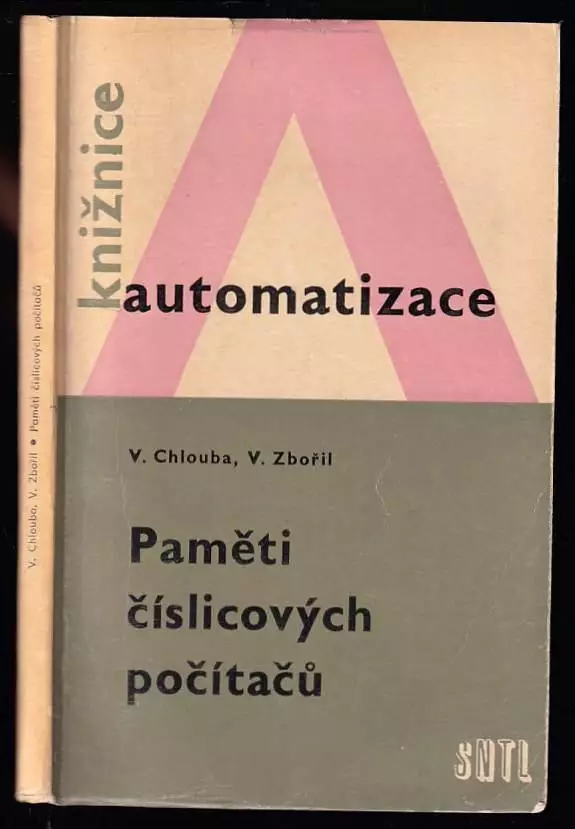 knižnice
automatizace
V. Chlouba, V. Zbořil
Paměti
číslicových
počítačů
SNTL
V. Chlouba, V. Zbořil • Paměti číslicových počítačů